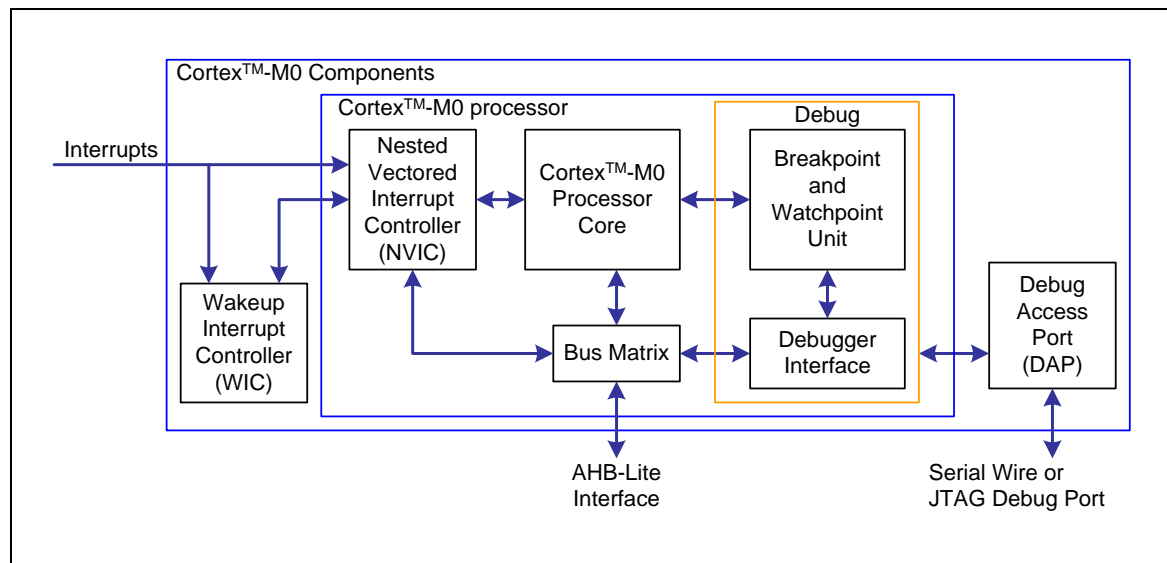 Cortex™-M0 Components
Cortex™-M0 processor
Debug
Interrupts
Nested
Vectored
Interrupt
Controller
(NVIC)
Cortex™-M0
Processor
Core
Breakpoint
and
Watchpoint
Unit
Wakeup
Interrupt
Controller
(WIC)
Bus Matrix
Debugger
Interface
Debug
Access
Port
(DAP)
AHB-Lite
Interface
Serial Wire or
JTAG Debug Port